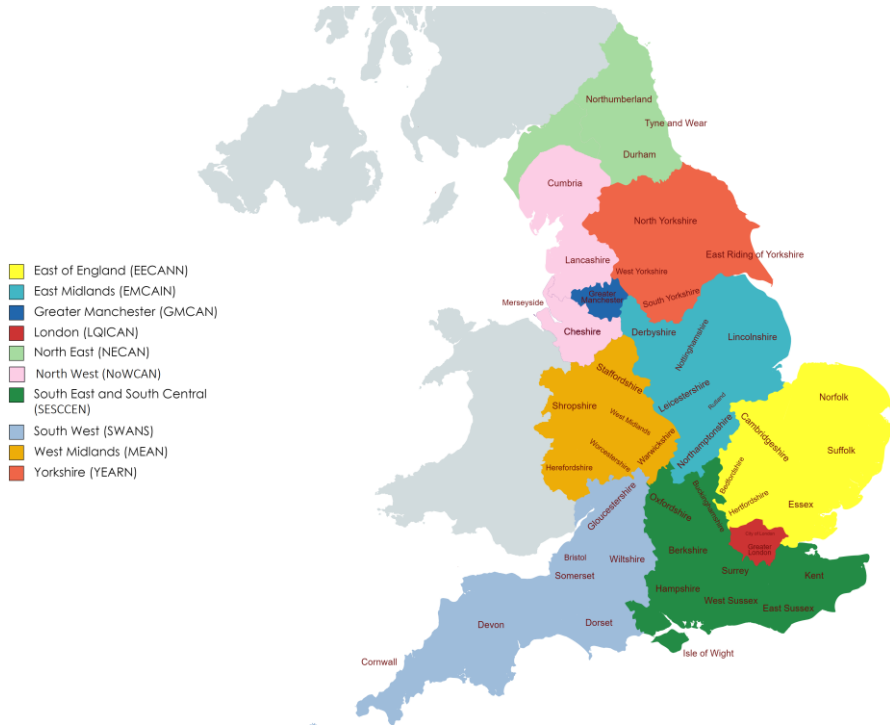 Northumberland
Tyne and Wear
Durham
Cumbria
North Yorkshire
East Riding of Yorkshire
Lancashire
West Yorkshire
South Yorkshire
Greater
Manchester
Merseyside
Cheshire
Derbyshire
Nottinghamshire
Lincolnshire
Staffordshire
Leicestershire
Rutland
Shropshire
West Midlands
Warwickshire
Worcestershire
Herefordshire
Northamptonshire
Norfolk
Cambridgeshire
Suffolk
Bedfordshire
Hertfordshire
Essex
Gloucestershire
Oxfordshire
Buckinghamshire
Greater
London
Bristol
Wiltshire
Somerset
Berkshire
Surrey
Kent
Hampshire
West Sussex
East Sussex
Devon
Dorset
Cornwall
Isle of Wight
East of England (EECANN)
East Midlands (EMCAIN)
Greater Manchester (GMCAN)
London (LQICAN)
North East (NECAN)
North West (NoWCAN)
South East and South Central
(SESCCEN)
South West (SWANS)
West Midlands (MEAN)
Yorkshire (YEARN)